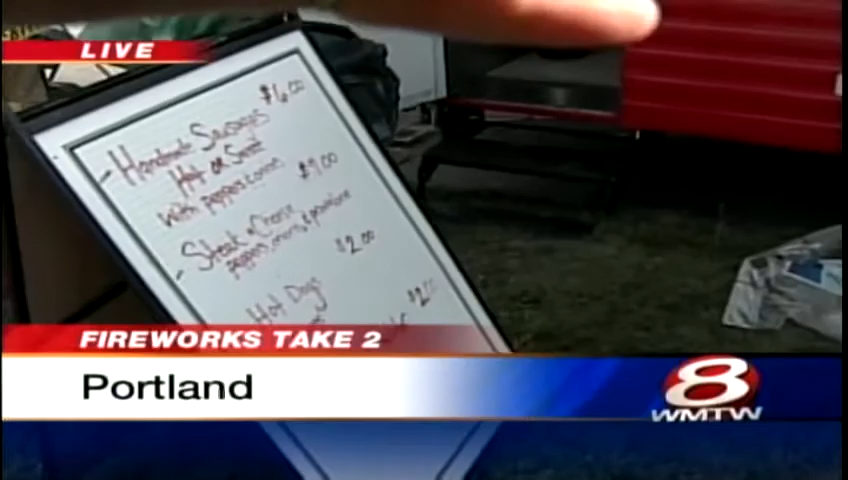 LIVE
$6.00
- Handmade Sausages
Hot or Sweet
with peppers onions
$9.00
- Steak n Cheese
peppers, onions, &
$2.00
Hot Dogs
FIREWORKS TAKE 2
Portland
8
WMTW